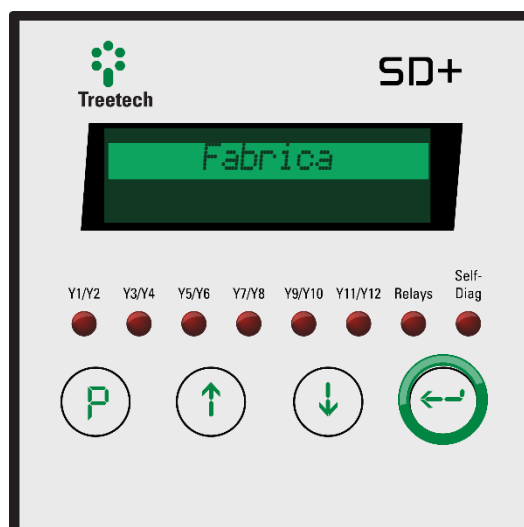 Treetech
SD+
Fabrica
Y1/Y2 Y3/Y4 Y5/Y6 Y7/Y8 Y9/Y10 Y11/Y12 Relays Self-Diag
P